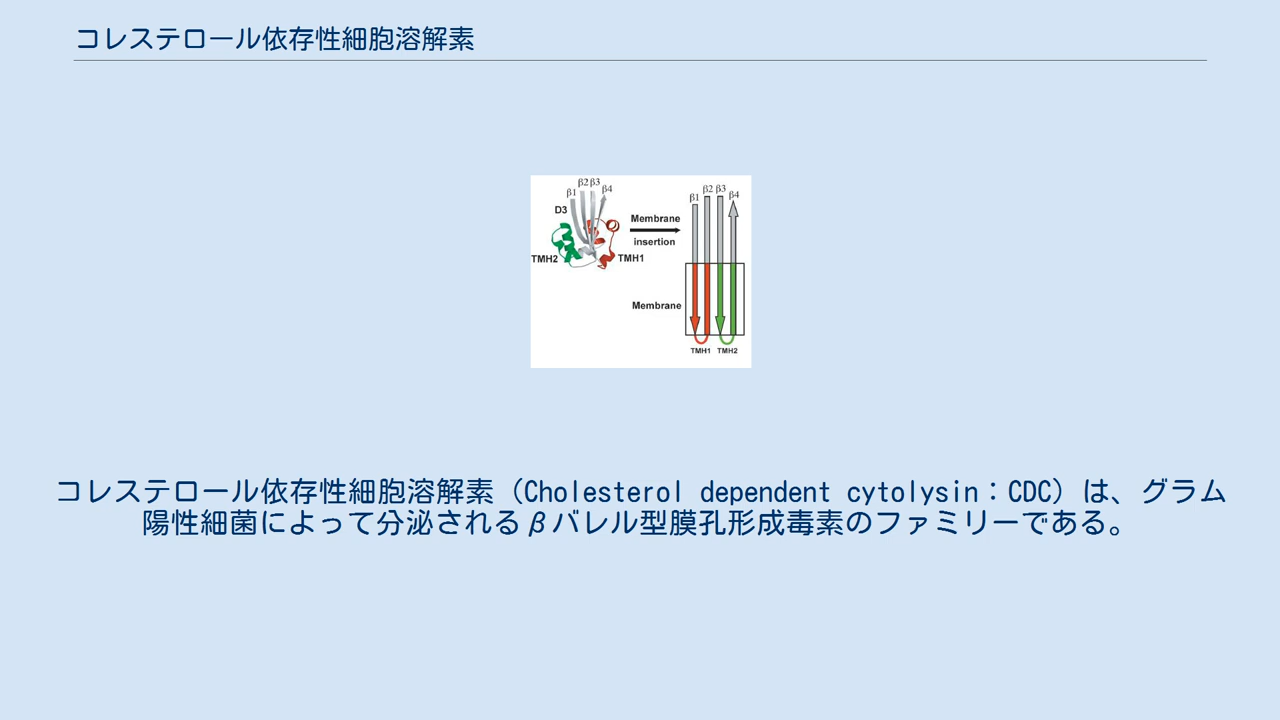 コレステロール依存性細胞溶解素
β1 β2 β3 β4
D3
TMH2
TMH1
Membrane
insertion
β1 β2 β3 β4
Membrane
TMH1 TMH2
コレステロール依存性細胞溶解素（Cholesterol dependent cytolysin：CDC）は、グラム
陽性細菌によって分泌されるβバレル型膜孔形成毒素のファミリーである。